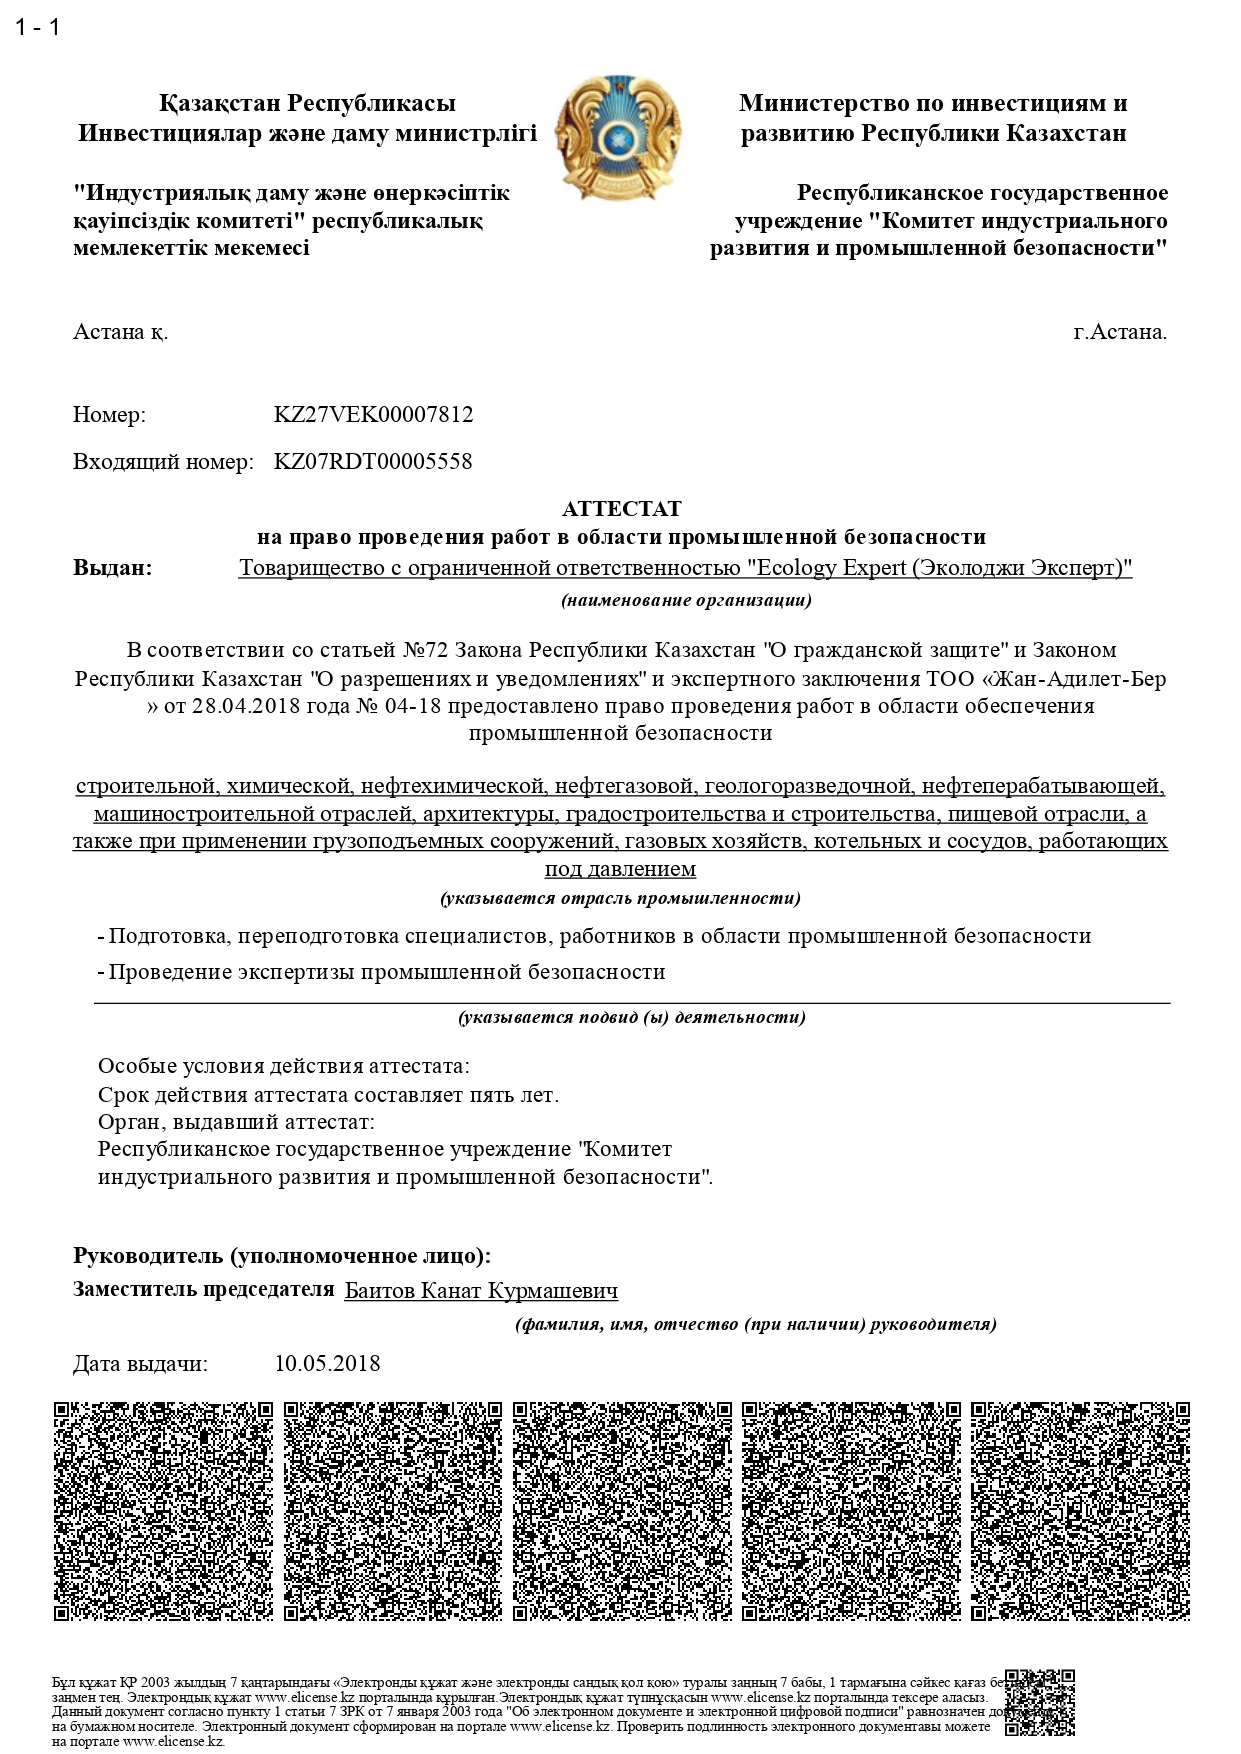 1 - 1
Қазақстан Республикасы
Инвестициялар және даму министрлігі
Министерство по инвестициям и
развитию Республики Казахстан
"Индустриялық даму және өнеркәсіптік
қауіпсіздік комитеті" республикалық
мемлекеттік мекемесі
Республиканское государственное
учреждение "Комитет индустриального
развития и промышленной безопасности"
Астана қ.
г.Астана.
Номер: KZ27VEK00007812
Входящий номер: KZ07RDT00005558
АТТЕСТАТ
на право проведения работ в области промышленной безопасности
Выдан: Товарищество с ограниченной ответственностью "Ecology Expert (Эколоджи Эксперт)"
(наименование организации)
В соответствии со статьей №72 Закона Республики Казахстан "О гражданской защите" и Законом
Республики Казахстан "О разрешениях и уведомлениях" и экспертного заключения ТОО «Жан-Адилет-Бер
» от 28.04.2018 года № 04-18 предоставлено право проведения работ в области обеспечения
промышленной безопасности
строительной, химической, нефтехимической, нефтегазовой, геологоразведочной, нефтеперабатывающей,
машиностроительной отраслей, архитектуры, градостроительства и строительства, пищевой отрасли, а
также при применении грузоподъемных сооружений, газовых хозяйств, котельных и сосудов, работающих
под давлением
(указывается отрасль промышленности)
- Подготовка, переподготовка специалистов, работников в области промышленной безопасности
- Проведение экспертизы промышленной безопасности
(указывается подвид (ы) деятельности)
Особые условия действия аттестата:
Срок действия аттестата составляет пять лет.
Орган, выдавший аттестат:
Республиканское государственное учреждение "Комитет
индустриального развития и промышленной безопасности".
Руководитель (уполномоченное лицо):
Заместитель председателя Баитов Канат Курмашевич
(фамилия, имя, отчество (при наличии) руководителя)
Дата выдачи: 10.05.2018
Бұл құжат ҚР 2003 жылдың 7 қаңтарындағы «Электронды құжат және электронды сандық қол қою» туралы заңның 7 бабы, 1 тармағына сәйкес қағаз
заңмен тең. Электрондық құжат www.elicense.kz порталында құрылған.Электрондық құжат түпнұсқасын www.elicense.kz порталында тексере аласыз.
Данный документ согласно пункту 1 статьи 7 ЗРК от 7 января 2003 года "Об электронном документе и электронной цифровой подписи" равнозначен
на бумажном носителе. Электронный документ сформирован на портале www.elicense.kz. Проверить подлинность электронного документавы можете
на портале www.elicense.kz.